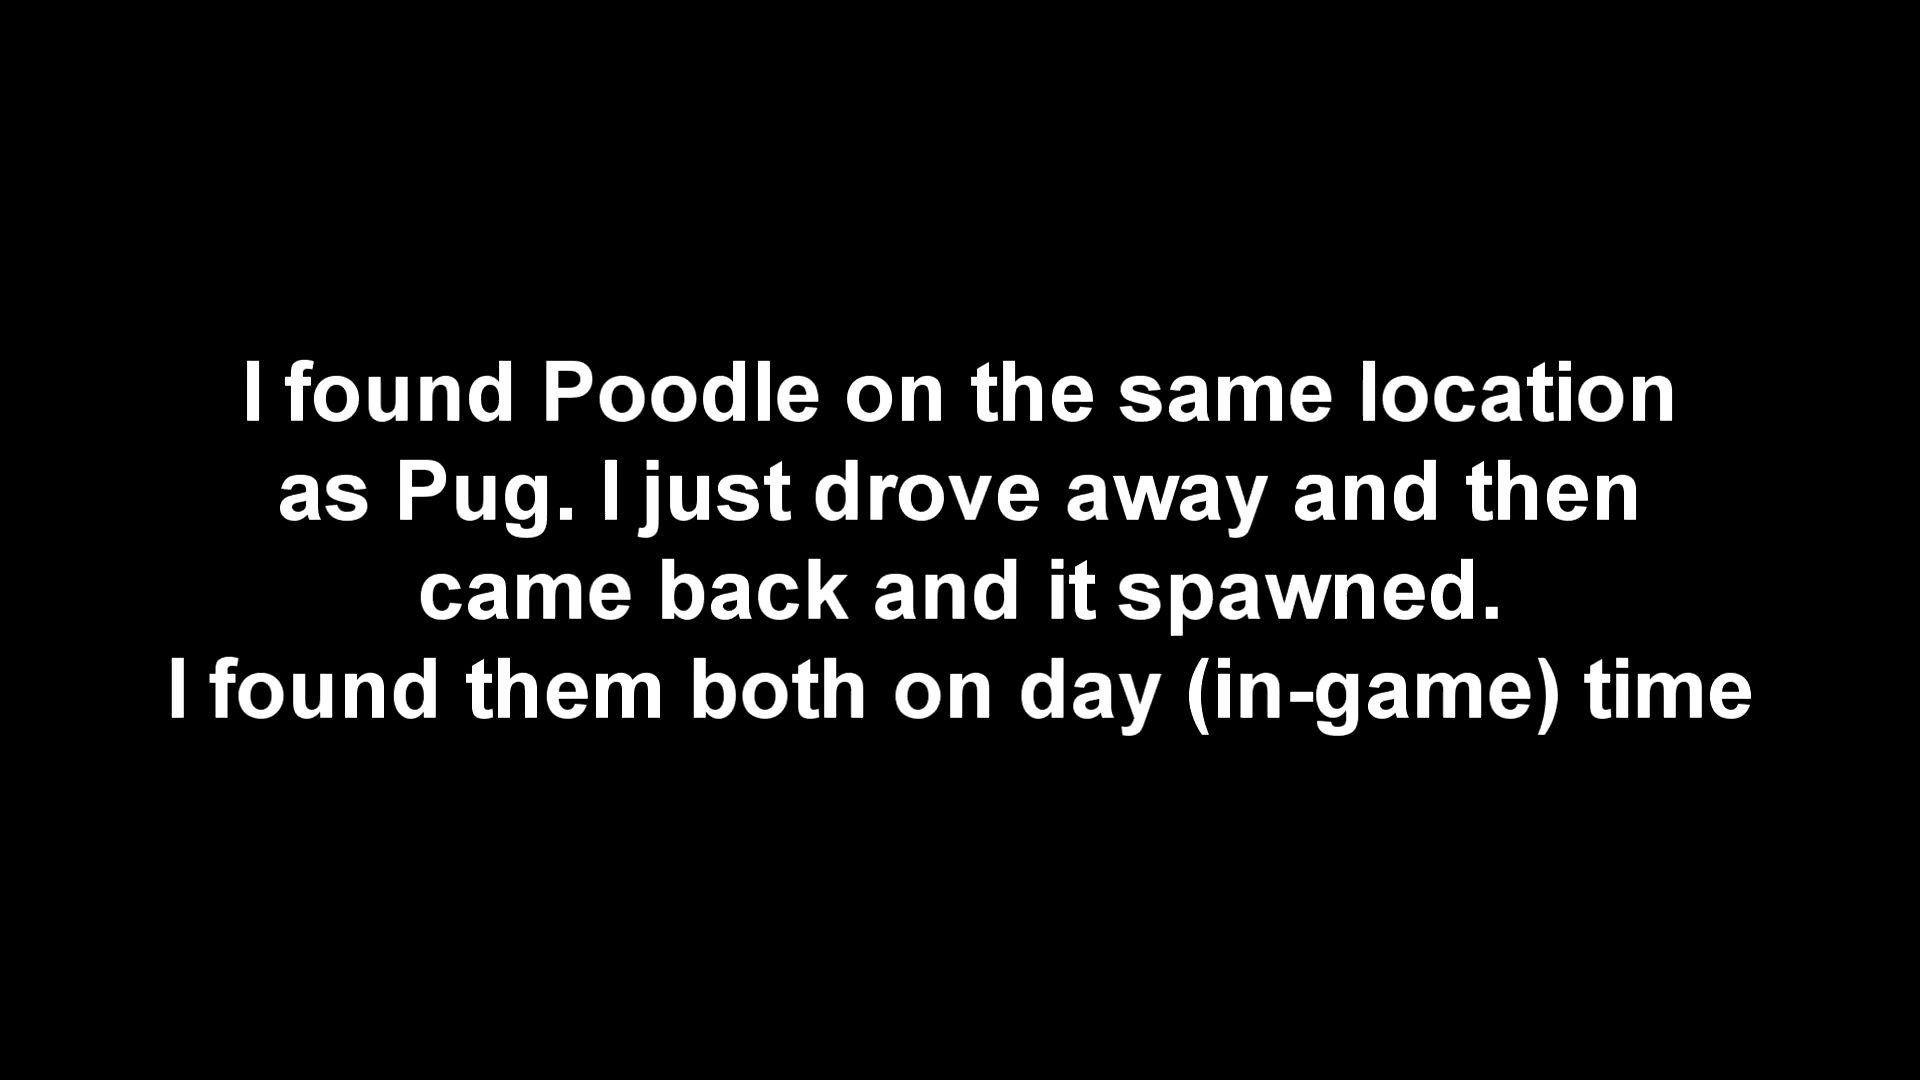 I found Poodle on the same location
as Pug. I just drove away and then
came back and it spawned.
I found them both on day (in-game) time